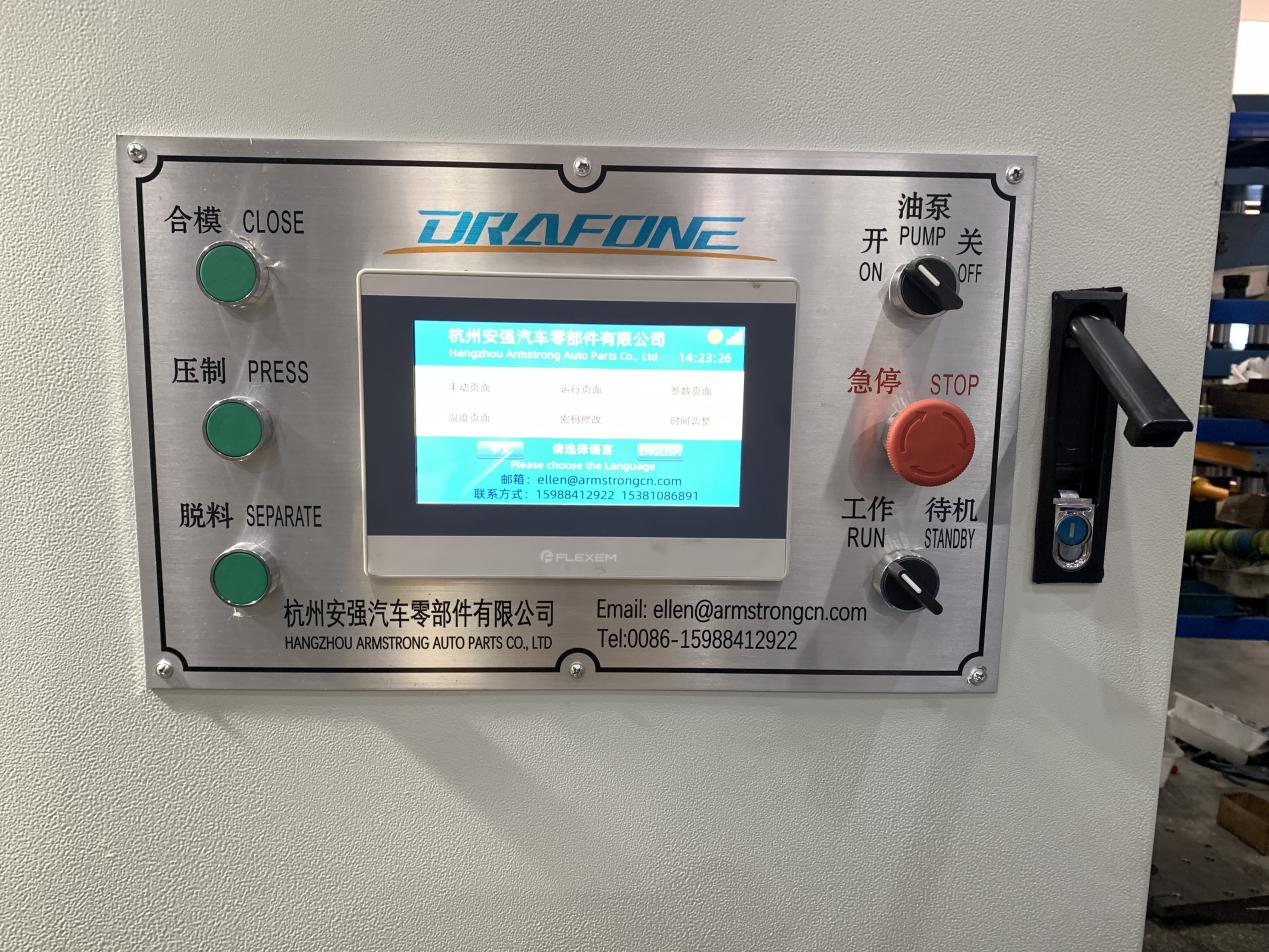 合模 CLOSE
压制 PRESS
脱料 SEPARATE
DRAFONE
杭州安强汽车零部件有限公司
Hangzhou Armstrong Auto Parts Co., Ltd 14:23:26
手动页面 运行页面 参数页面
温度页面 密码修改 时间调整
中文 请选择语言 ENGLISH
Please choose the Language
邮箱：ellen@armstrongcn.com
联系方式：15988412922 15381086891
FLEXEM
油泵
开 PUMP 关
ON OFF
急停 STOP
工作 待机
RUN STANDBY
杭州安强汽车零部件有限公司 Email: ellen@armstrongcn.com
HANGZHOU ARMSTRONG AUTO PARTS CO., LTD Tel:0086-15988412922